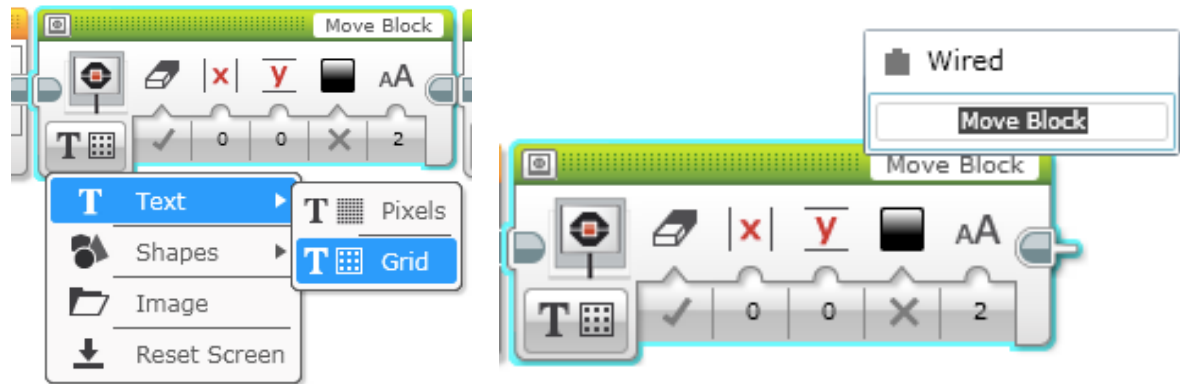 Move Block
x y AA
T 0 0 2
T Text
T Pixels
Shapes
T Grid
Image
Reset Screen
Wired
Move Block
Move Block
x y AA
T 0 0 2